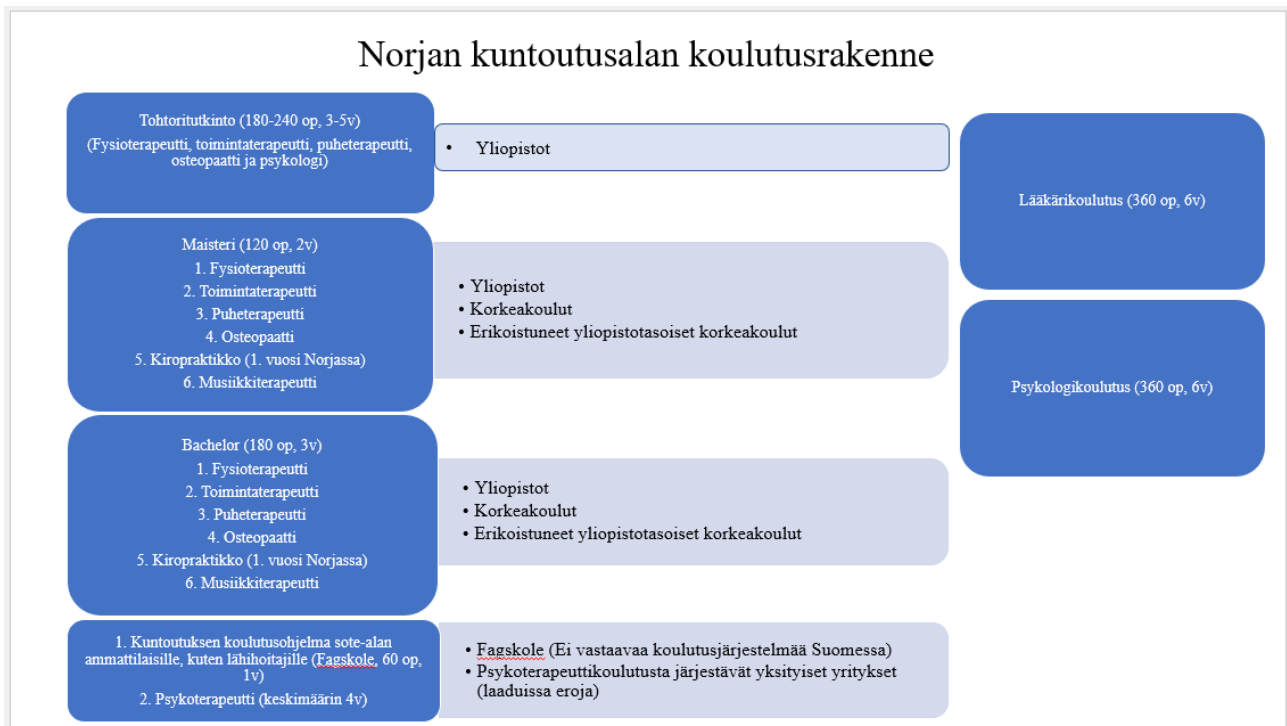 Norjan kuntoutusalan koulutusrakenne
Tohtoritutkinto (180-240 op, 3-5v)
(Fysioterapeutti, toimintaterapeutti, puheterapeutti,
osteopaatti ja psykologi)
• Yliopistot
Lääkärikoulutus (360 op, 6v)
Maisteri (120 op, 2v)
1. Fysioterapeutti
2. Toimintaterapeutti
3. Puheterapeutti
4. Osteopaatti
5. Kiropraktikko (1. vuosi Norjassa)
6. Musiikkiterapeutti
• Yliopistot
• Korkeakoulut
• Erikoistuneet yliopistotasoiset korkeakoulut
Psykologikoulutus (360 op, 6v)
Bachelor (180 op, 3v)
1. Fysioterapeutti
2. Toimintaterapeutti
3. Puheterapeutti
4. Osteopaatti
5. Kiropraktikko (1. vuosi Norjassa)
6. Musiikkiterapeutti
• Yliopistot
• Korkeakoulut
• Erikoistuneet yliopistotasoiset korkeakoulut
1. Kuntoutuksen koulutusohjelma sote-alan
ammattilaisille, kuten lähihoitajille (Fagskole, 60 op,
1v)
2. Psykoterapeutti (keskimäärin 4v)
• Fagskole (Ei vastaavaa koulutusjärjestelmää Suomessa)
• Psykoterapeuttikoulutusta järjestävät yksityiset yritykset
(laaduissa eroja)